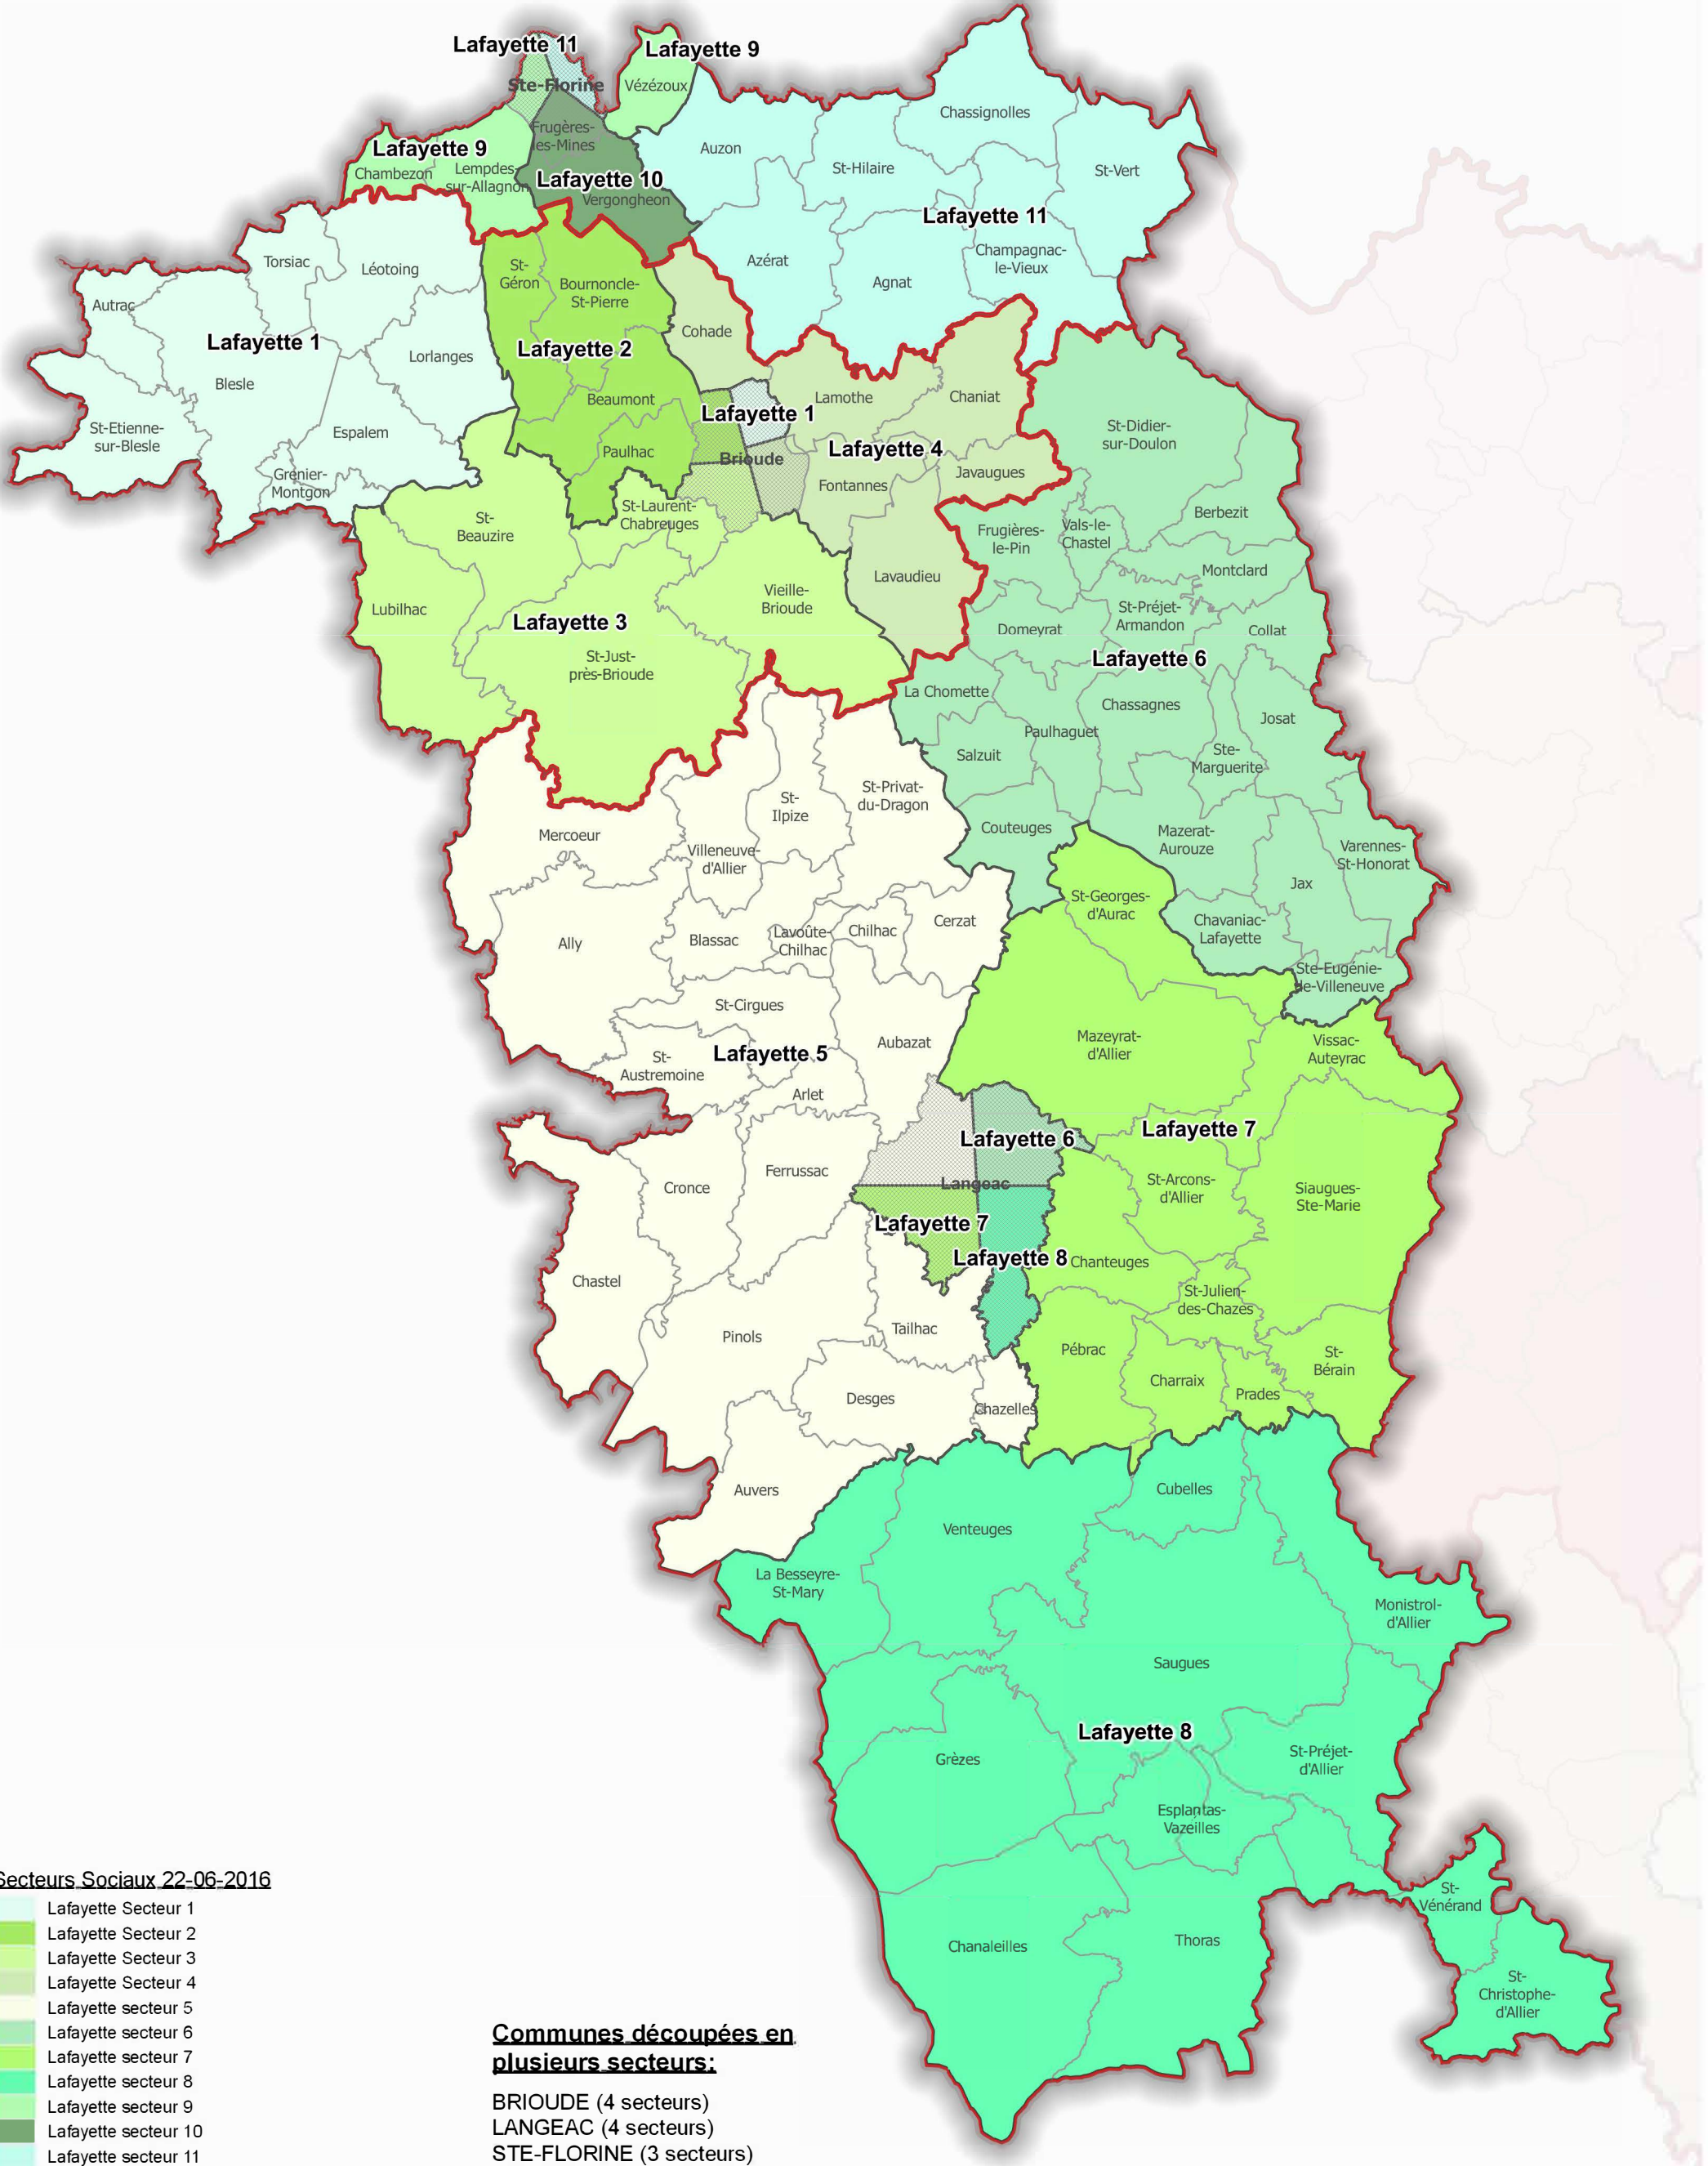 Lafayette 11
Lafayette 9
Ste-Florine
Vézézoux
Chassignolles
Frugères-
les-Mines
Auzon
Lafayette 9
St-Hilaire
St-Vert
Chambezon
Lempdes-
sur-Allagnon
Lafayette 10
Vergongheon
Lafayette 11
Torsiac
Léotoing
St-
Géron
Bournoncle-
St-Pierre
Azérat
Champagnac-
le-Vieux
Agnat
Autrac
Cohade
Lafayette 1
Lafayette 2
Lorlanges
Blesle
Beaumont
Lamothe
Chaniat
Lafayette 1
St-Etienne-
sur-Blesle
Espalem
St-Didier-
sur-Doulon
Paulhac
Brioude
Lafayette 4
Javaugues
Grenier-
Montgon
Fontannes
St-
Beauzire
St-Laurent-
Chabreuges
Berbezit
Frugières-
le-Pin
Vals-le-
Chastel
Montclard
Lavaudieu
Lubilhac
Vieille-
Brioude
St-Préjet-
Armandon
Lafayette 3
Domeyrat
Collat
St-Just-
près-Brioude
Lafayette 6
La Chomette
Chassagnes
Josat
Paulhaguet
Salzuit
Ste-
Marguerite
St-
Ilpize
St-Privat-
du-Dragon
Mercoeur
Couteuges
Mazerat-
Aurouze
Varennes-
St-Honorat
Villeneuve-
d'Allier
Jax
St-Georges-
d'Aurac
Ally
Blassac
Lavoûte-
Chilhac
Chilhac
Cerzat
Chavaniac-
Lafayette
Ste-Eugénie-
de-Villeneuve
St-Cirgues
Aubazat
Mazeyrat-
d'Allier
Vissac-
Auteyrac
Lafayette 5
St-
Austremoine
Arlet
Lafayette 6
Lafayette 7
Ferrussac
Cronce
Langeac
St-Arcons-
d'Allier
Siaugues-
Ste-Marie
Lafayette 7
Lafayette 8
Chanteuges
Chastel
St-Julien-
des-Chazes
Pinols
Tailhac
Pébrac
St-
Bérain
Charraix
Prades
Desges
Chazelles
Auvers
Cubelles
Venteuges
La Besseyre-
St-Mary
Monistrol-
d'Allier
Saugues
Lafayette 8
Grèzes
St-Préjet-
d'Allier
Esplantas-
Vazeilles
St-
Vénérand
Chanaleilles
Thoras
St-
Christophe-
d'Allier
Secteurs Sociaux 22-06-2016
Lafayette Secteur 1
Lafayette Secteur 2
Lafayette Secteur 3
Lafayette Secteur 4
Lafayette secteur 5
Lafayette secteur 6
Lafayette secteur 7
Lafayette secteur 8
Lafayette secteur 9
Lafayette secteur 10
Lafayette secteur 11
Communes découpées en
plusieurs secteurs:
BRIOUDE (4 secteurs)
LANGEAC (4 secteurs)
STE-FLORINE (3 secteurs)